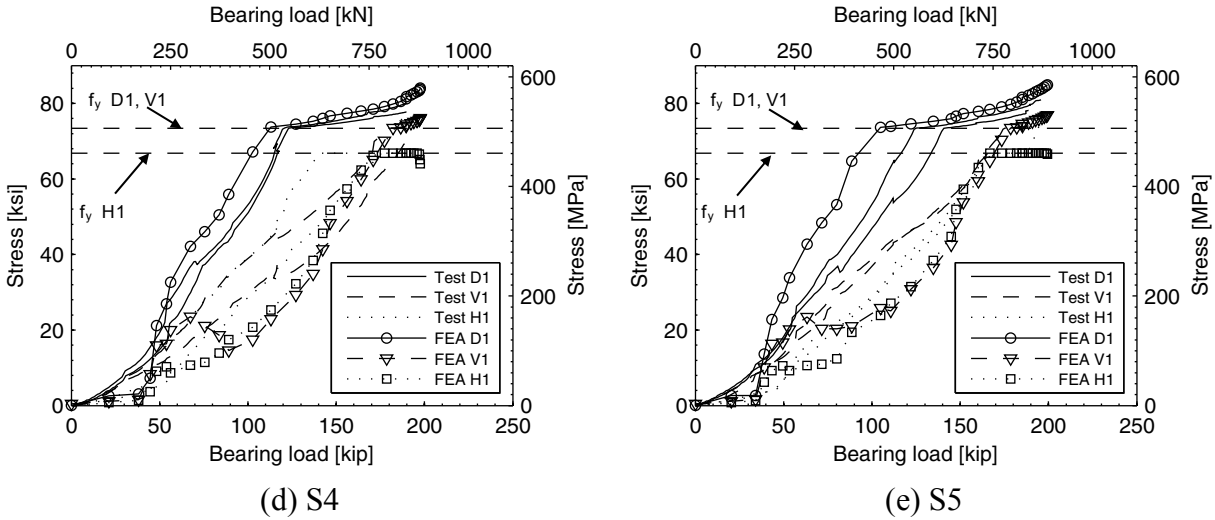 Bearing load [kN]
0 250 500 750 1000
80
60
40
20
0
Stress [ksi]
600
400
200
0
Stress [MPa]
f_y D1, V1
f_y H1
Test D1
Test V1
Test H1
FEA D1
FEA V1
FEA H1
0 50 100 150 200 250
Bearing load [kip]
(d) S4
Bearing load [kN]
0 250 500 750 1000
80
60
40
20
0
Stress [ksi]
600
400
200
0
Stress [MPa]
f_y D1, V1
f_y H1
Test D1
Test V1
Test H1
FEA D1
FEA V1
FEA H1
0 50 100 150 200 250
Bearing load [kip]
(e) S5